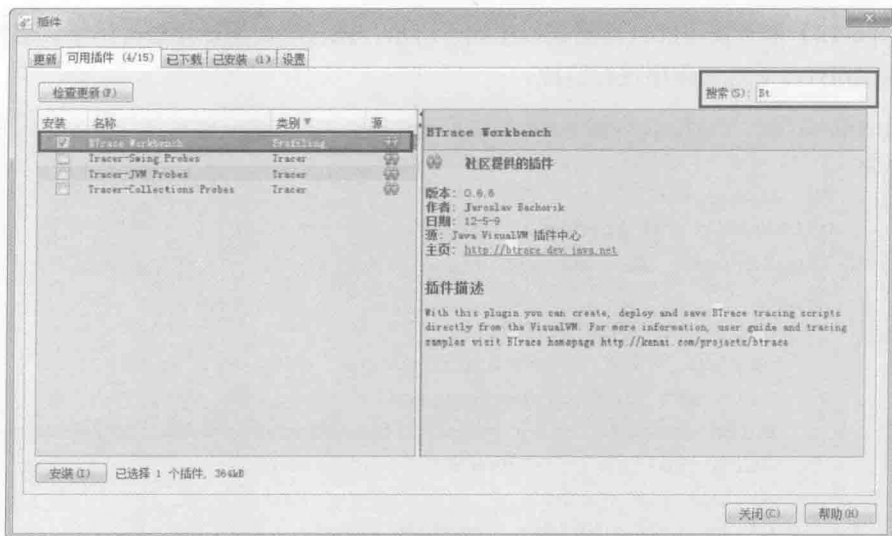 插件
更新 可用插件 (4/15) 已下载 已安装 (1) 设置
检查更新(F)
搜索(S): Bt
安装 名称 类别 源
BTrace Workbench Profiling
Tracer-Swing Probes Tracer
Tracer-JVM Probes Tracer
Tracer-Collections Probes Tracer
BTrace Workbench
社区提供的插件
版本: 0.6.6
作者: Jaroslav Bachorik
日期: 12-5-9
源: Java VisualVM 插件中心
主页: http://btrace.dev.java.net
插件描述
With this plugin you can create, deploy and save BTrace tracing scripts
directly from the VisualVM. For more information, user guide and tracing
samples visit BTrace homepage http://kenai.com/projects/btrace
安装(I) 已选择 1 个插件, 364kB
关闭(C) 帮助(H)